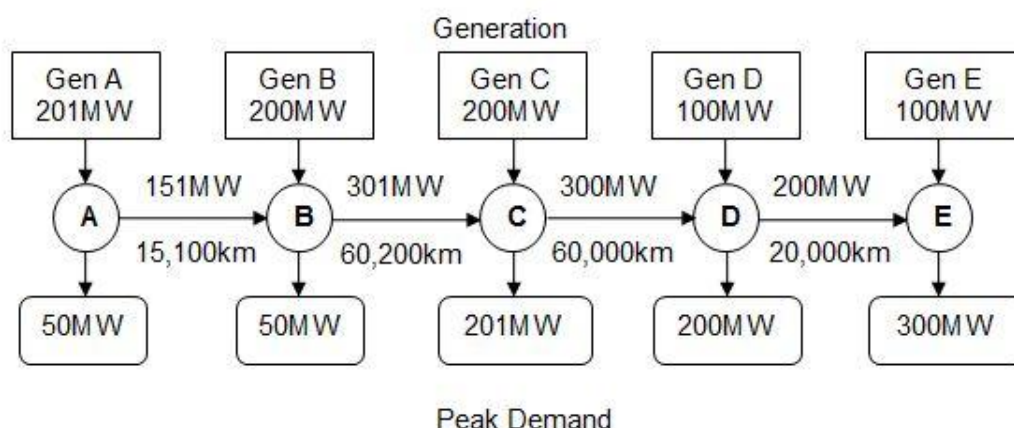 Generation
Gen A
201MW
Gen B
200MW
Gen C
200MW
Gen D
100MW
Gen E
100MW
151MW
301MW
300MW
200MW
A
B
C
D
E
15,100km
60,200km
60,000km
20,000km
50MW
50MW
201MW
200MW
300MW
Peak Demand